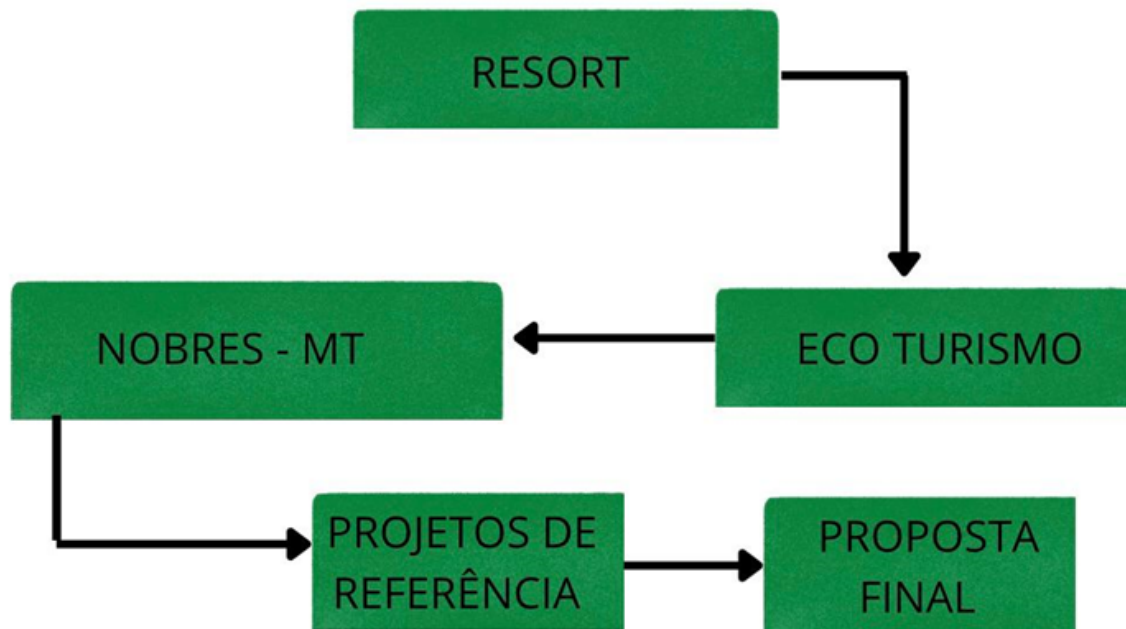 RESORT
ECO TURISMO
NOBRES - MT
PROJETOS DE
REFERÊNCIA
PROPOSTA
FINAL